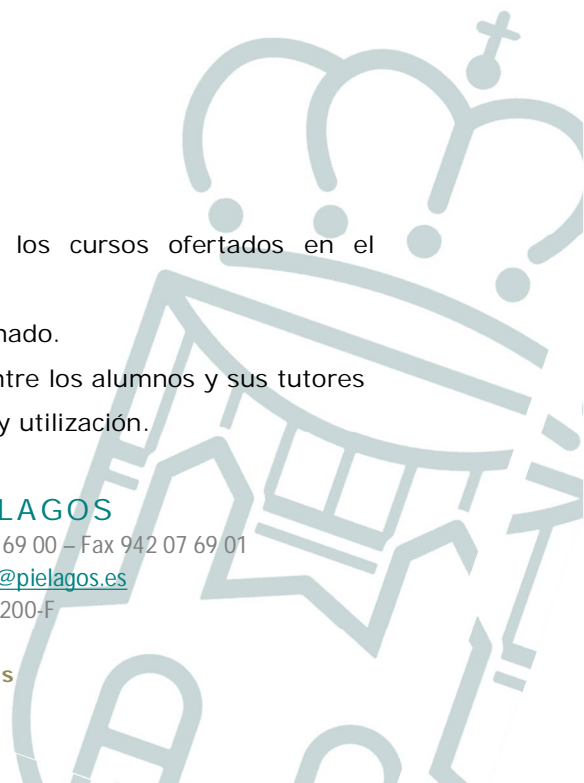 los cursos ofertados en el
nado.
ntre los alumnos y sus tutores
y utilización.
LAGOS
69 00 – Fax 942 07 69 01
@pielagos.es
200-F
s